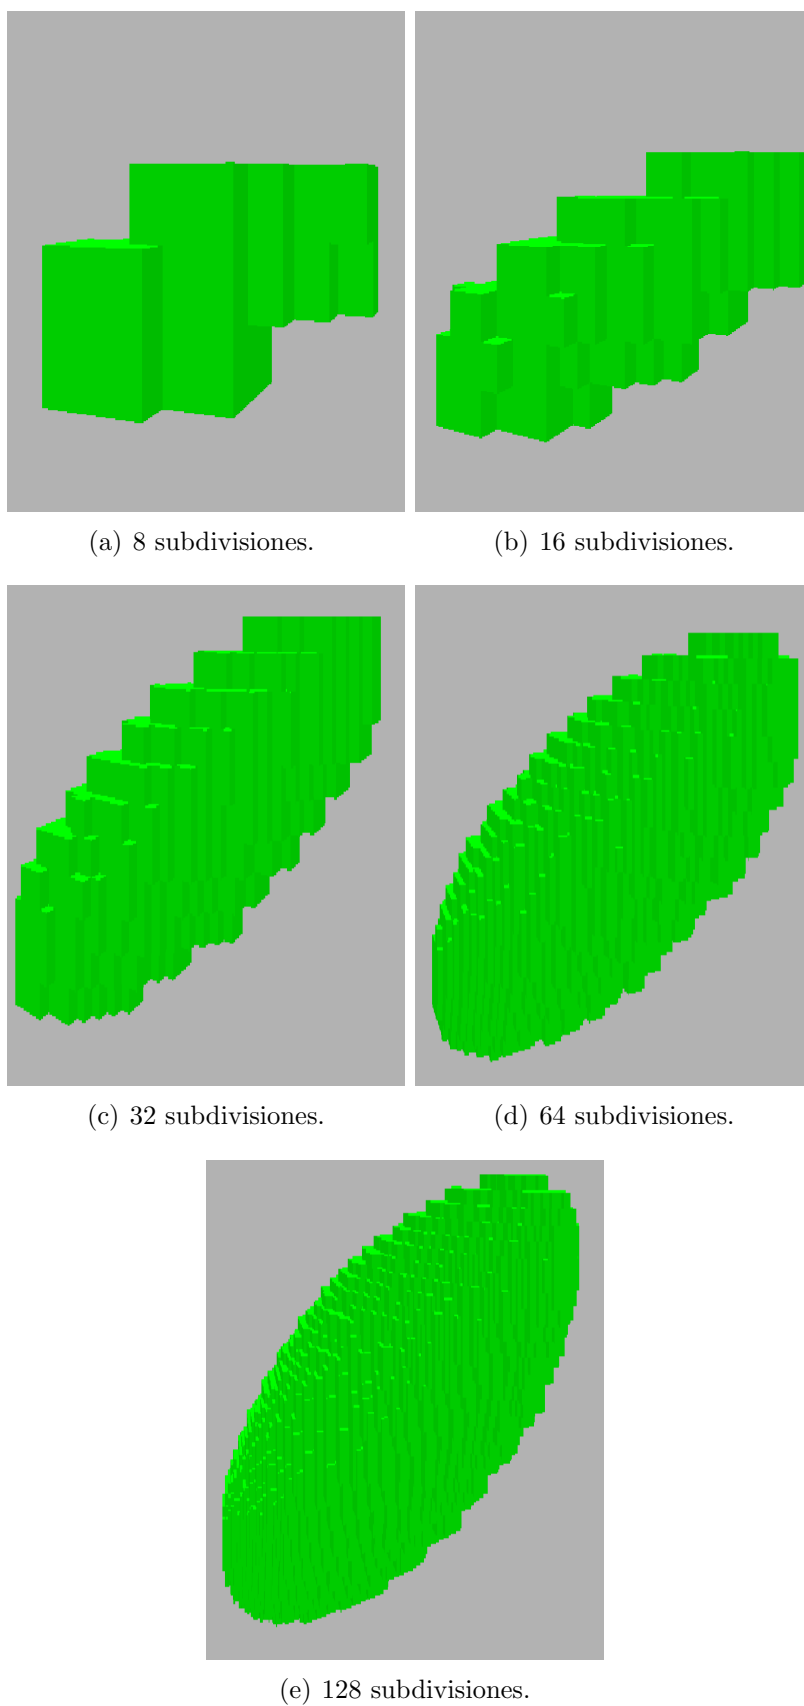 (a) 8 subdivisiones.
(b) 16 subdivisiones.
(c) 32 subdivisiones.
(d) 64 subdivisiones.
(e) 128 subdivisiones.